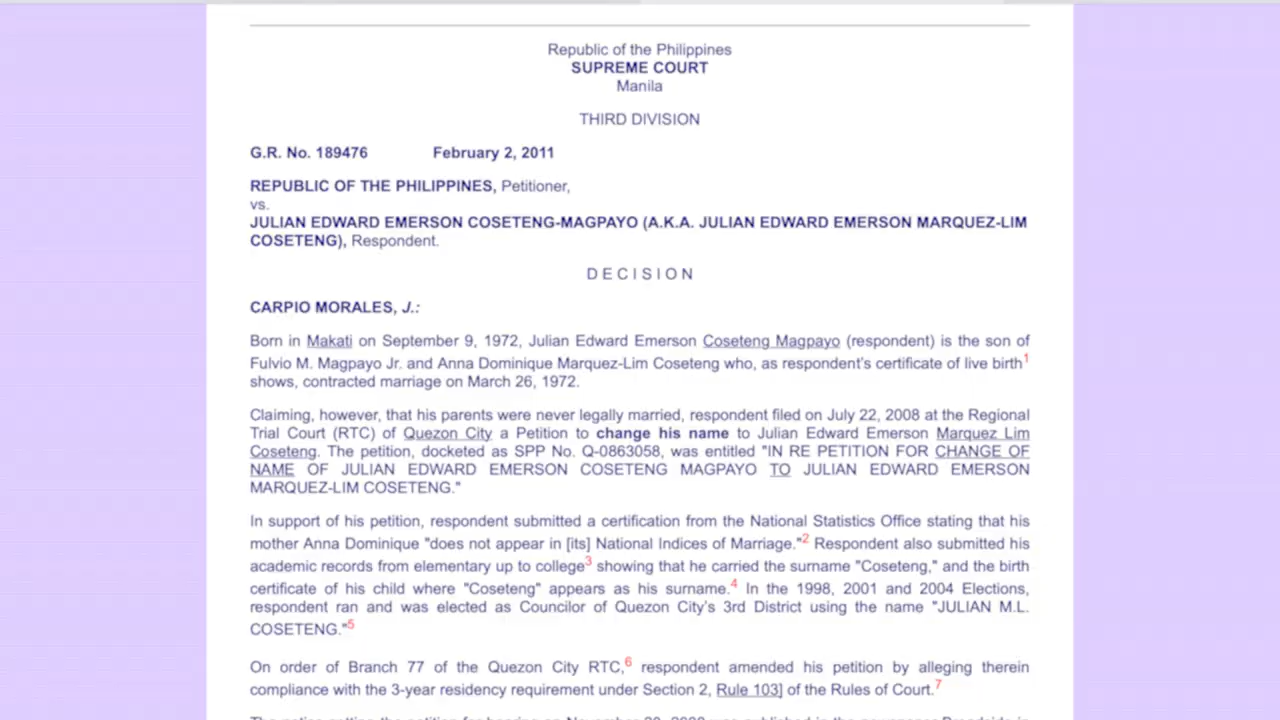 Republic of the Philippines
SUPREME COURT
Manila
THIRD DIVISION
G.R. No. 189476 February 2, 2011
REPUBLIC OF THE PHILIPPINES, Petitioner,
vs.
JULIAN EDWARD EMERSON COSETENG-MAGPAYO (A.K.A. JULIAN EDWARD EMERSON MARQUEZ-LIM
COSETENG), Respondent.
D E C I S I O N
CARPIO MORALES, J.:
Born in Makati on September 9, 1972, Julian Edward Emerson Coseteng Magpayo (respondent) is the son of
Fulvio M. Magpayo Jr. and Anna Dominique Marquez-Lim Coseteng who, as respondent's certificate of live birth1
shows, contracted marriage on March 26, 1972.
Claiming, however, that his parents were never legally married, respondent filed on July 22, 2008 at the Regional
Trial Court (RTC) of Quezon City a Petition to change his name to Julian Edward Emerson Marquez Lim
Coseteng. The petition, docketed as SPP No. Q-0863058, was entitled "IN RE PETITION FOR CHANGE OF
NAME OF JULIAN EDWARD EMERSON COSETENG MAGPAYO TO JULIAN EDWARD EMERSON
MARQUEZ-LIM COSETENG."
In support of his petition, respondent submitted a certification from the National Statistics Office stating that his
mother Anna Dominique "does not appear in [its] National Indices of Marriage."2 Respondent also submitted his
academic records from elementary up to college3 showing that he carried the surname "Coseteng," and the birth
certificate of his child where "Coseteng" appears as his surname.4 In the 1998, 2001 and 2004 Elections,
respondent ran and was elected as Councilor of Quezon City's 3rd District using the name "JULIAN M.L.
COSETENG."5
On order of Branch 77 of the Quezon City RTC,6 respondent amended his petition by alleging therein
compliance with the 3-year residency requirement under Section 2, Rule 103] of the Rules of Court.7